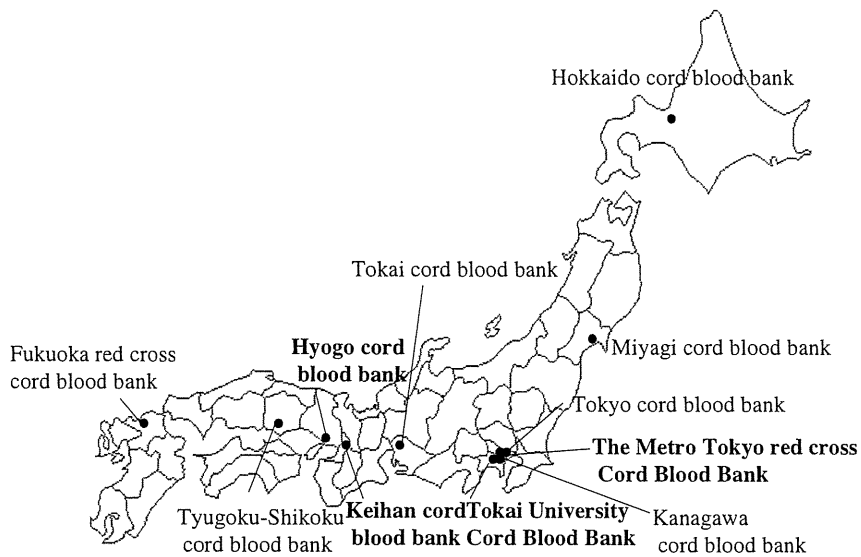 Hokkaido cord blood bank
Tokai cord blood bank
Hyogo cord
blood bank
Miyagi cord blood bank
Fukuoka red cross
cord blood bank
Tokyo cord blood bank
The Metro Tokyo red cross
Cord Blood Bank
Tyugoku-Shikoku
cord blood bank
Keihan cord
blood bank
Tokai University
Cord Blood Bank
Kanagawa
cord blood bank